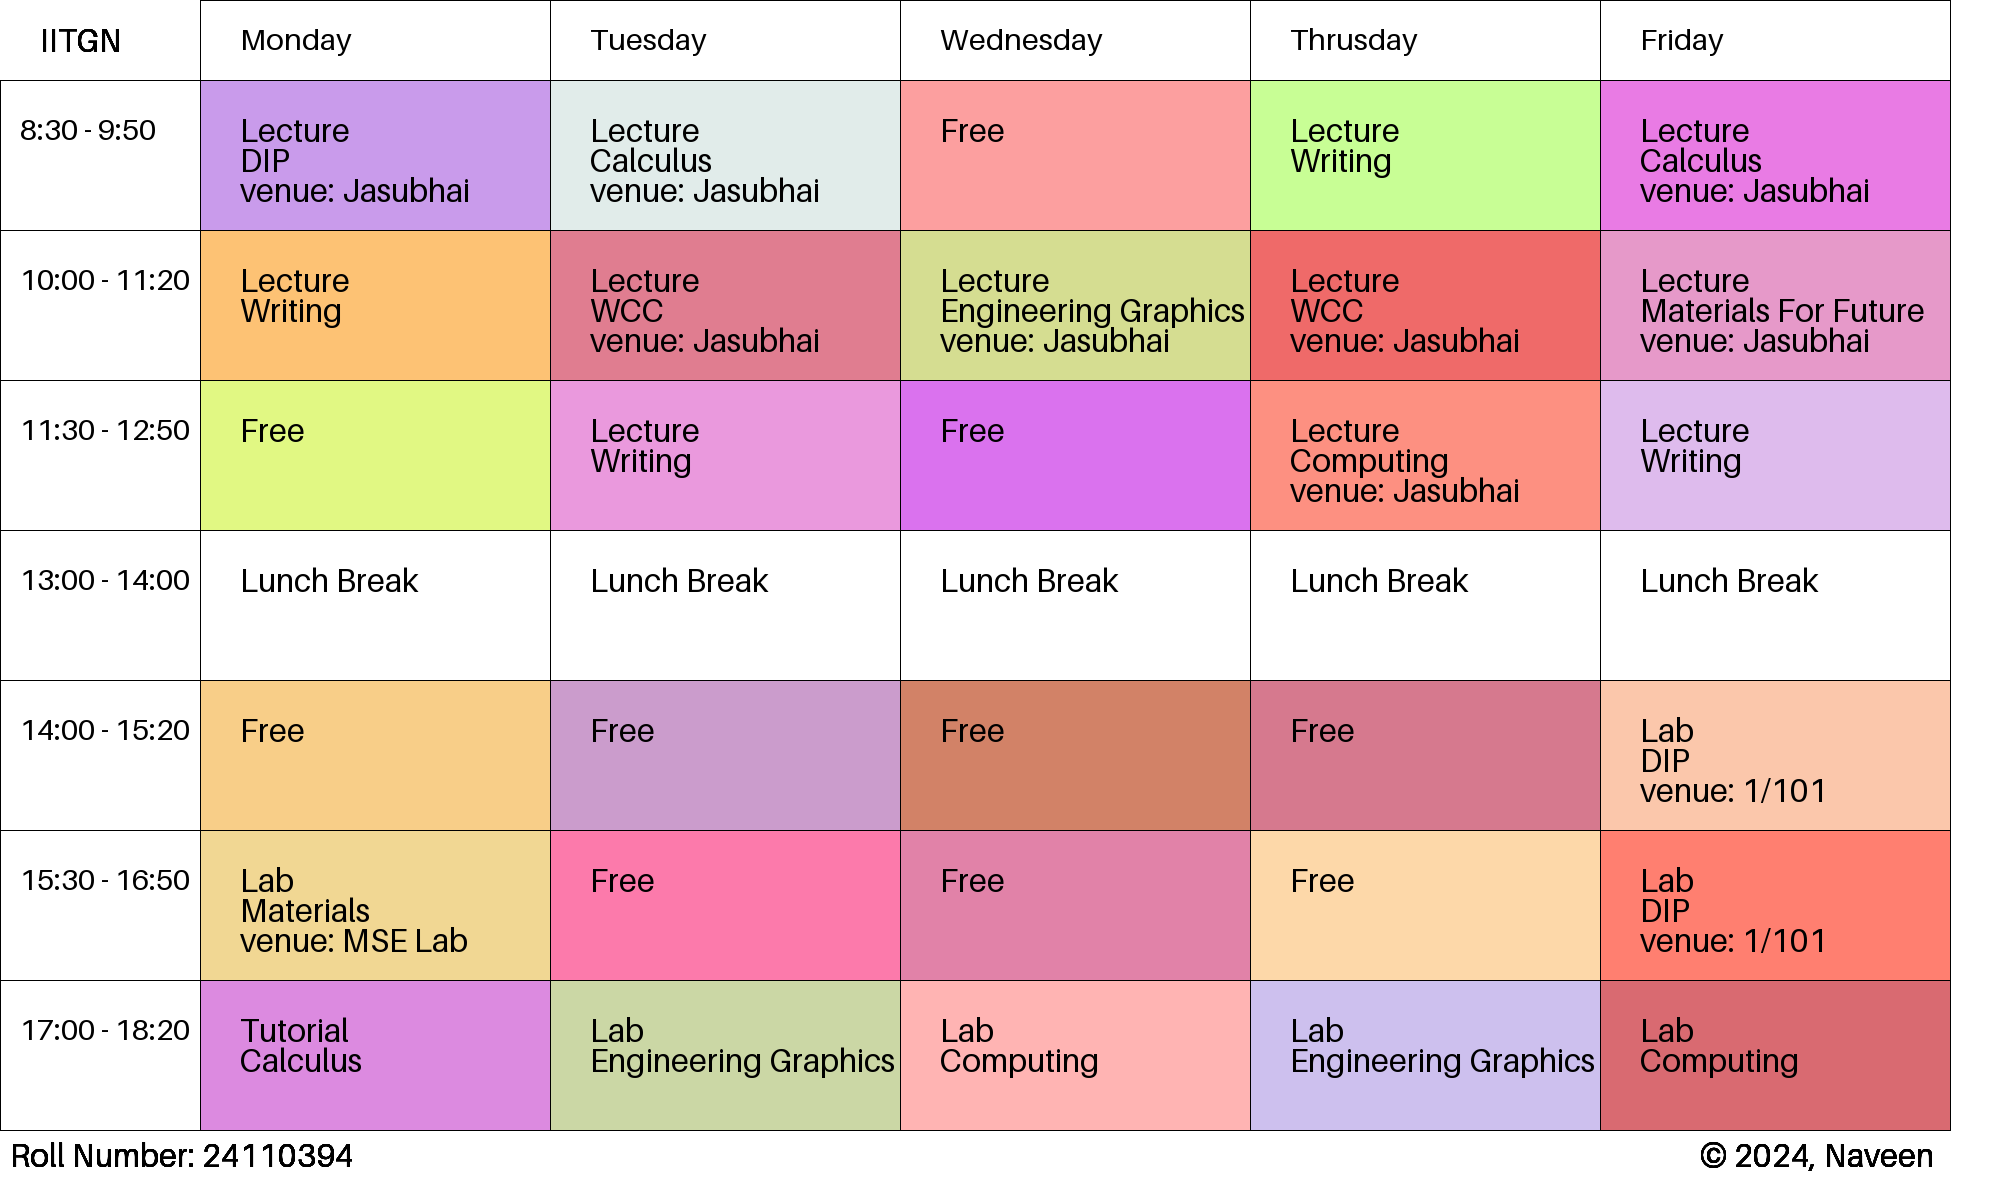 IITGN
Monday
Tuesday
Wednesday
Thrusday
Friday
8:30 - 9:50
Lecture
DIP
venue: Jasubhai
Lecture
Calculus
venue: Jasubhai
Free
Lecture
Writing
Lecture
Calculus
venue: Jasubhai
10:00 - 11:20
Lecture
Writing
Lecture
WCC
venue: Jasubhai
Lecture
Engineering Graphics
venue: Jasubhai
Lecture
WCC
venue: Jasubhai
Lecture
Materials For Future
venue: Jasubhai
11:30 - 12:50
Free
Lecture
Writing
Free
Lecture
Computing
venue: Jasubhai
Lecture
Writing
13:00 - 14:00
Lunch Break
Lunch Break
Lunch Break
Lunch Break
Lunch Break
14:00 - 15:20
Free
Free
Free
Free
Lab
DIP
venue: 1/101
15:30 - 16:50
Lab
Materials
venue: MSE Lab
Free
Free
Free
Lab
DIP
venue: 1/101
17:00 - 18:20
Tutorial
Calculus
Lab
Engineering Graphics
Lab
Computing
Lab
Engineering Graphics
Lab
Computing
Roll Number: 24110394
© 2024, Naveen